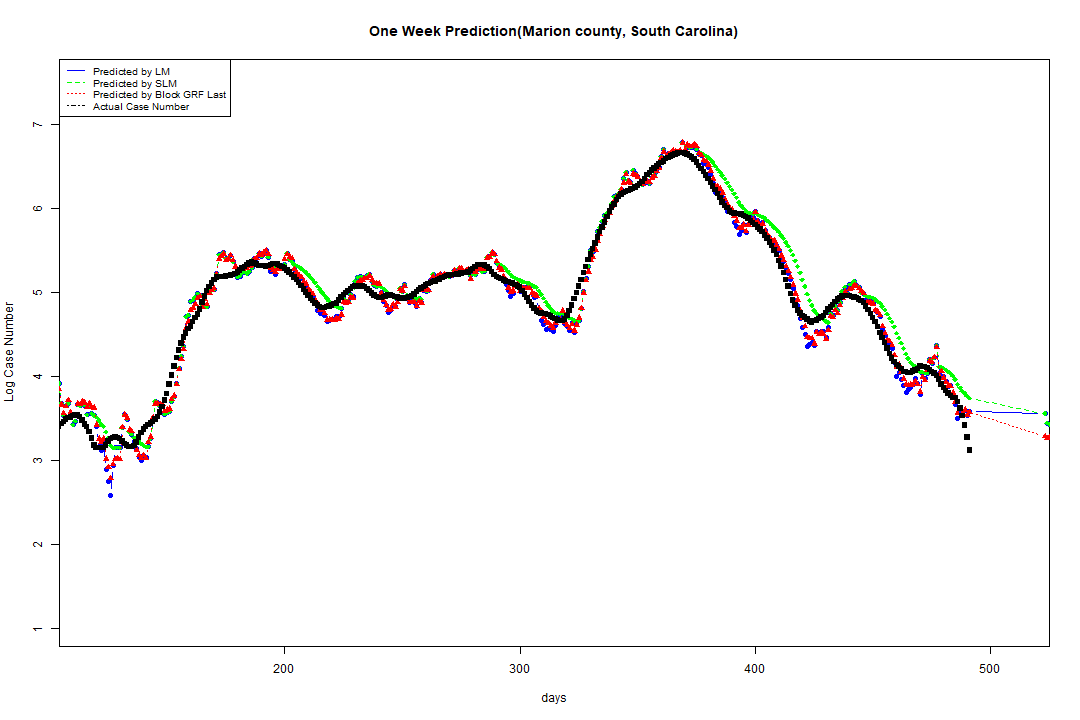 One Week Prediction(Marion county, South Carolina)
Predicted by LM
Predicted by SLM
Predicted by Block GRF Last
Actual Case Number
7
6
5
4
3
2
1
Log Case Number
200 300 400 500
days